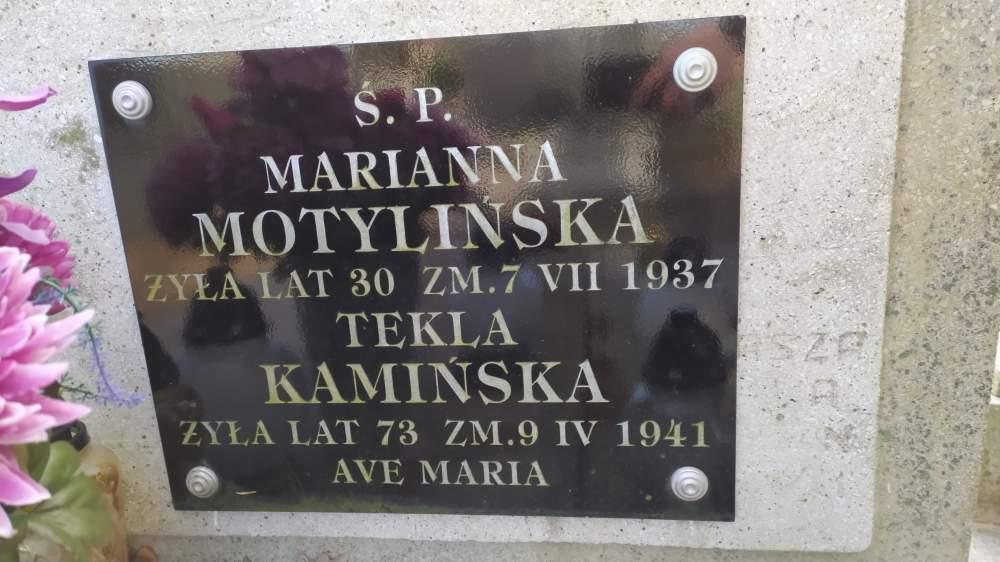 Ś. P.
MARIANNA
MOTYLIŃSKA
ŻYŁA LAT 30 ZM.7 VII 1937
TEKLA
KAMIŃSKA
ŻYŁA LAT 73 ZM.9 IV 1941
AVE MARIA